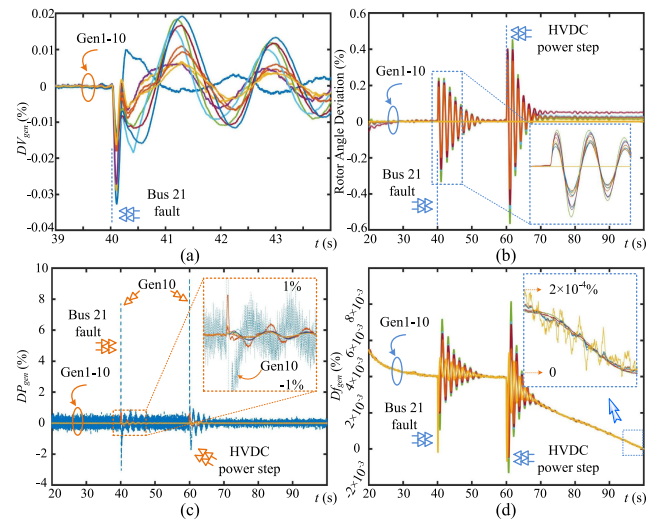 0.02
0.01
0
-0.01
-0.02
-0.03
-0.04
DV_gen (%)
Gen1-10
Bus 21
fault
39
40
41
42
43
t (s)
(a)
0.6
0.4
0.2
0
-0.2
-0.4
-0.6
Rotor Angle Deviation (%)
HVDC
power step
Gen1-10
Bus 21
fault
20
30
40
50
60
70
80
90
t (s)
(b)
10
8
6
4
2
0
-2
-4
DP_gen (%)
Gen10
Bus 21
fault
Gen1-10
1%
Gen10
-1%
HVDC
power step
20
40
60
80
t (s)
(c)
8×10⁻³
6×10⁻³
4×10⁻³
2×10⁻³
0
-2×10⁻³
Df_gen (%)
2×10⁻⁴%
0
Gen1-10
Bus 21
fault
HVDC
power step
20
30
40
50
60
70
80
90
t (s)
(d)